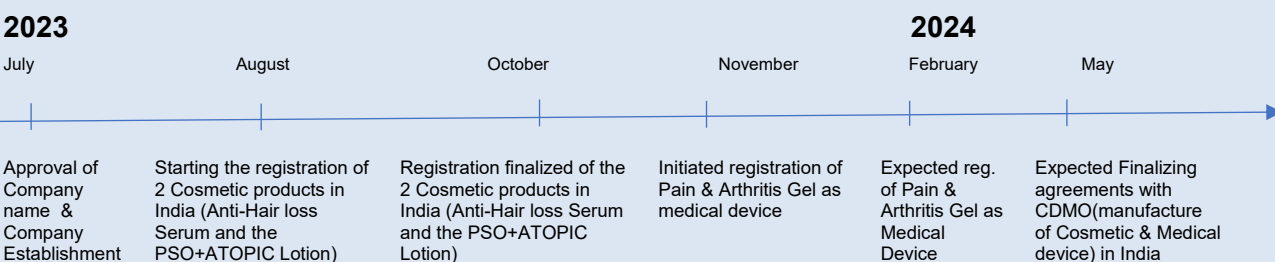 2023
2024
July
August
October
November
February
May
Approval of
Company
name &
Company
Establishment
Starting the registration of
2 Cosmetic products in
India (Anti-Hair loss
Serum and the
PSO+ATOPIC Lotion)
Registration finalized of the
2 Cosmetic products in
India (Anti-Hair loss Serum
and the PSO+ATOPIC
Lotion)
Initiated registration of
Pain & Arthritis Gel as
medical device
Expected reg.
of Pain &
Arthritis Gel as
Medical
Device
Expected Finalizing
agreements with
CDMO(manufacture
of Cosmetic & Medical
device) in India